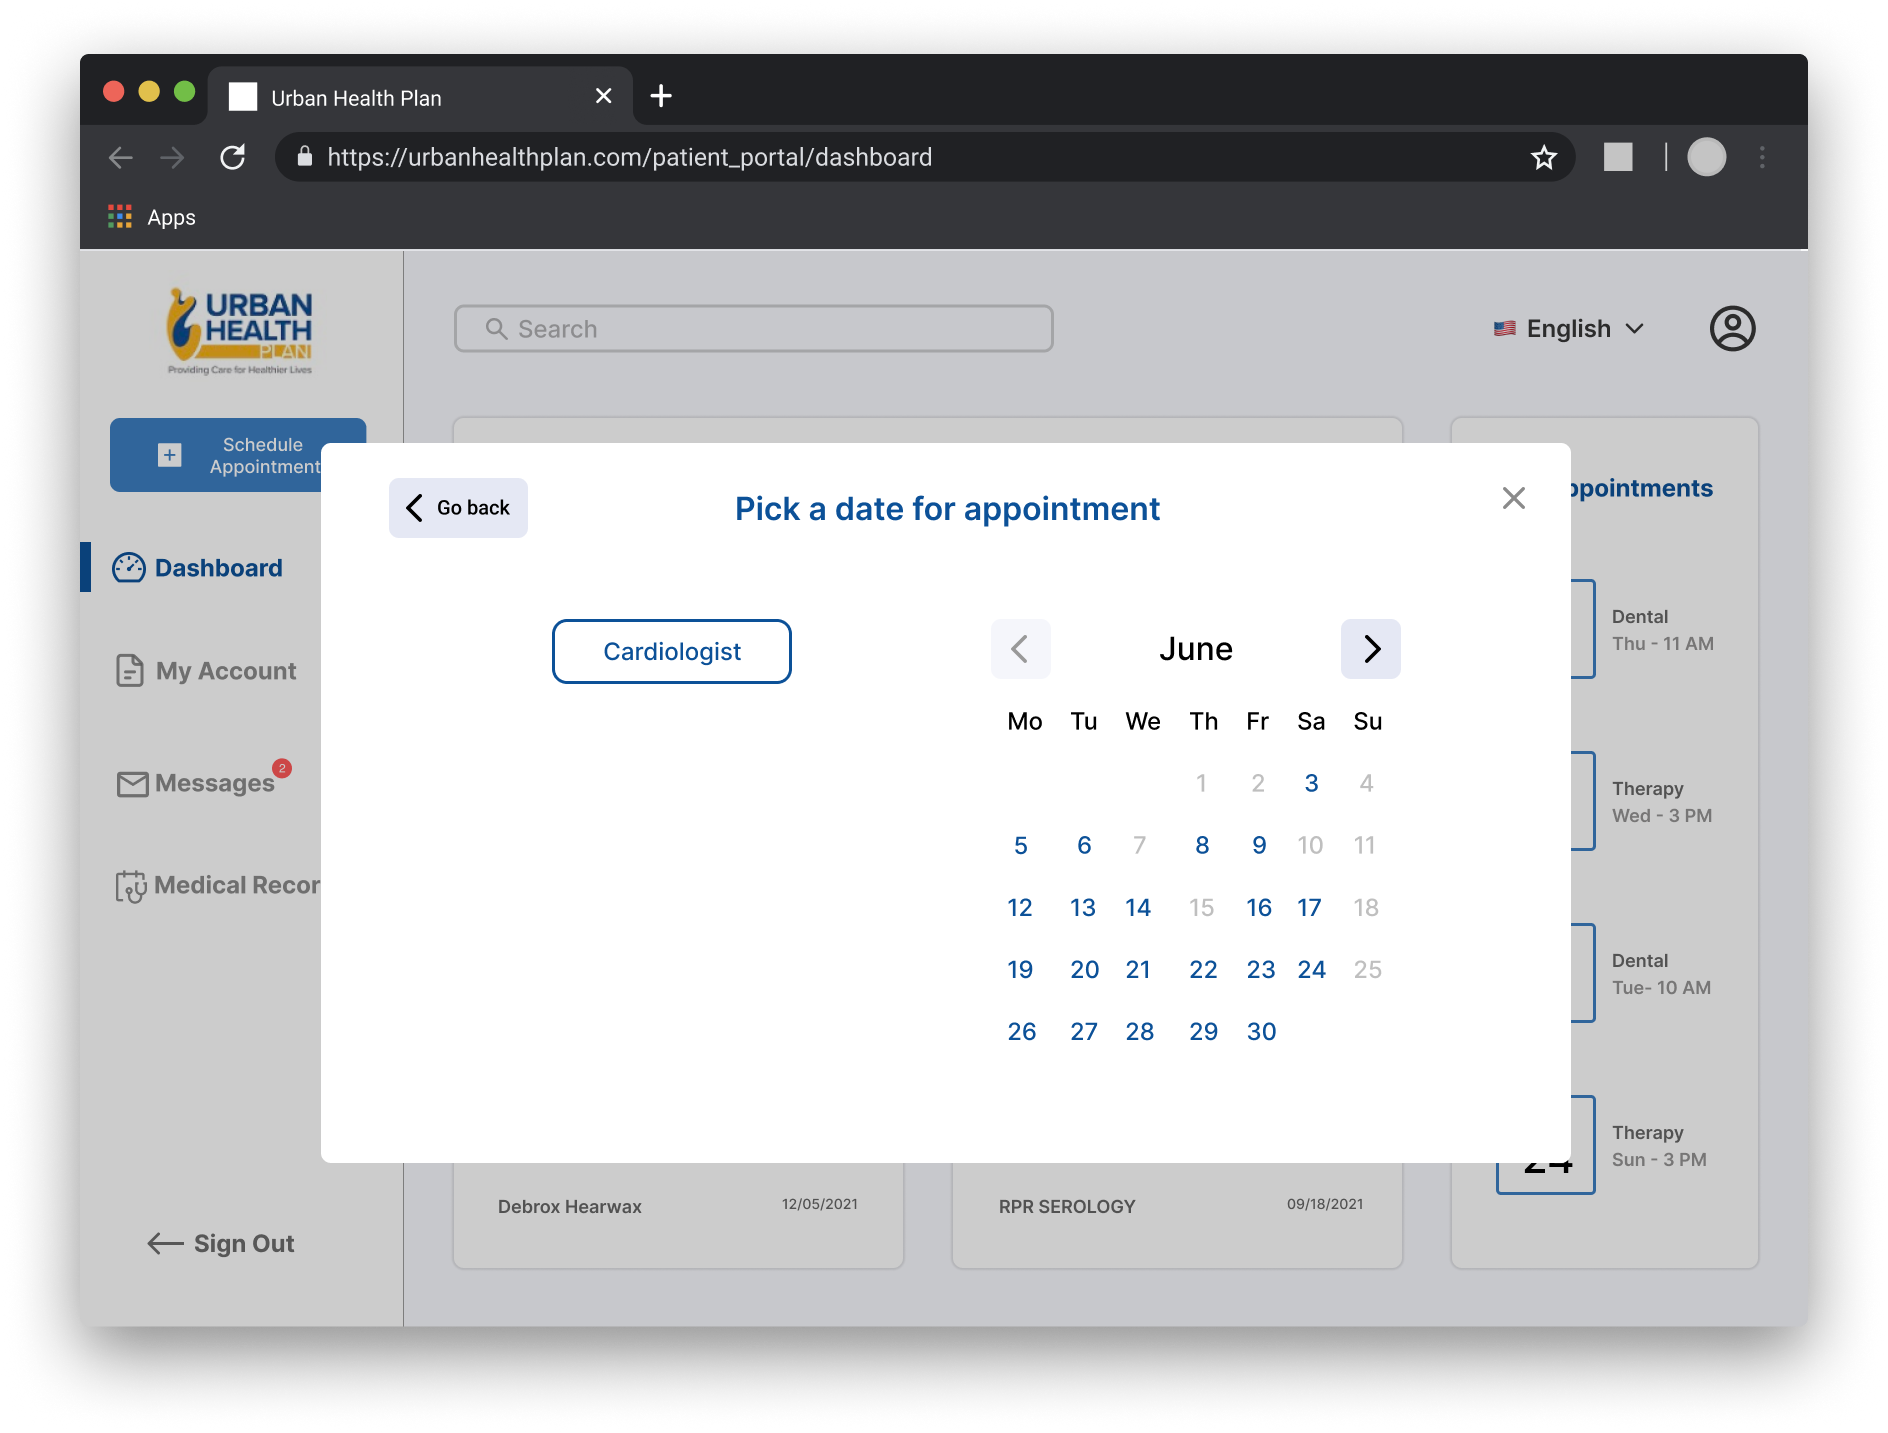 Urban Health Plan
https://urbanhealthplan.com/patient_portal/dashboard
Apps
URBAN
HEALTH
PLAN
Providing Care for Healthier Lives
Search
English
Schedule
Appointment
Dashboard
My Account
Messages
2
Medical Recor
Sign Out
Go back
Pick a date for appointment
Cardiologist
June
Mo Tu We Th Fr Sa Su
1 2 3 4
5 6 7 8 9 10 11
12 13 14 15 16 17 18
19 20 21 22 23 24 25
26 27 28 29 30
ppointments
Dental
Thu - 11 AM
Therapy
Wed - 3 PM
Dental
Tue- 10 AM
24
Therapy
Sun - 3 PM
Debrox Hearwax 12/05/2021
RPR SEROLOGY 09/18/2021